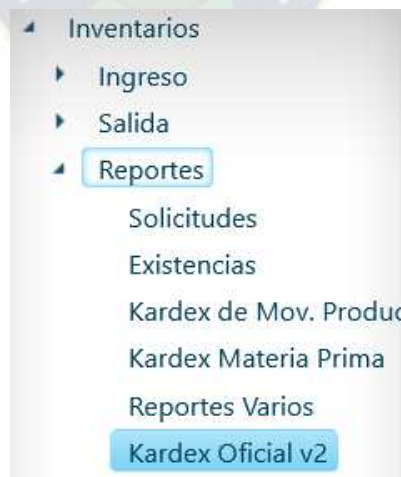 Inventarios
Ingreso
Salida
Reportes
Solicitudes
Existencias
Kardex de Mov. Produc
Kardex Materia Prima
Reportes Varios
Kardex Oficial v2